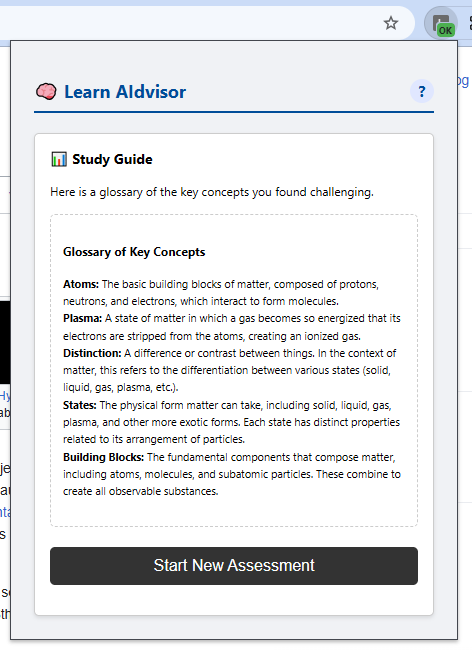 OK
og
Learn AIdvisor
?
Study Guide
Here is a glossary of the key concepts you found challenging.
Glossary of Key Concepts
Atoms: The basic building blocks of matter, composed of protons,
neutrons, and electrons, which interact to form molecules.
Plasma: A state of matter in which a gas becomes so energized that its
electrons are stripped from the atoms, creating an ionized gas.
Distinction: A difference or contrast between things. In the context of
matter, this refers to the differentiation between various states (solid,
liquid, gas, plasma, etc.).
States: The physical form matter can take, including solid, liquid, gas,
plasma, and other more exotic forms. Each state has distinct properties
related to its arrangement of particles.
Building Blocks: The fundamental components that compose matter,
including atoms, molecules, and subatomic particles. These combine to
create all observable substances.
Start New Assessment